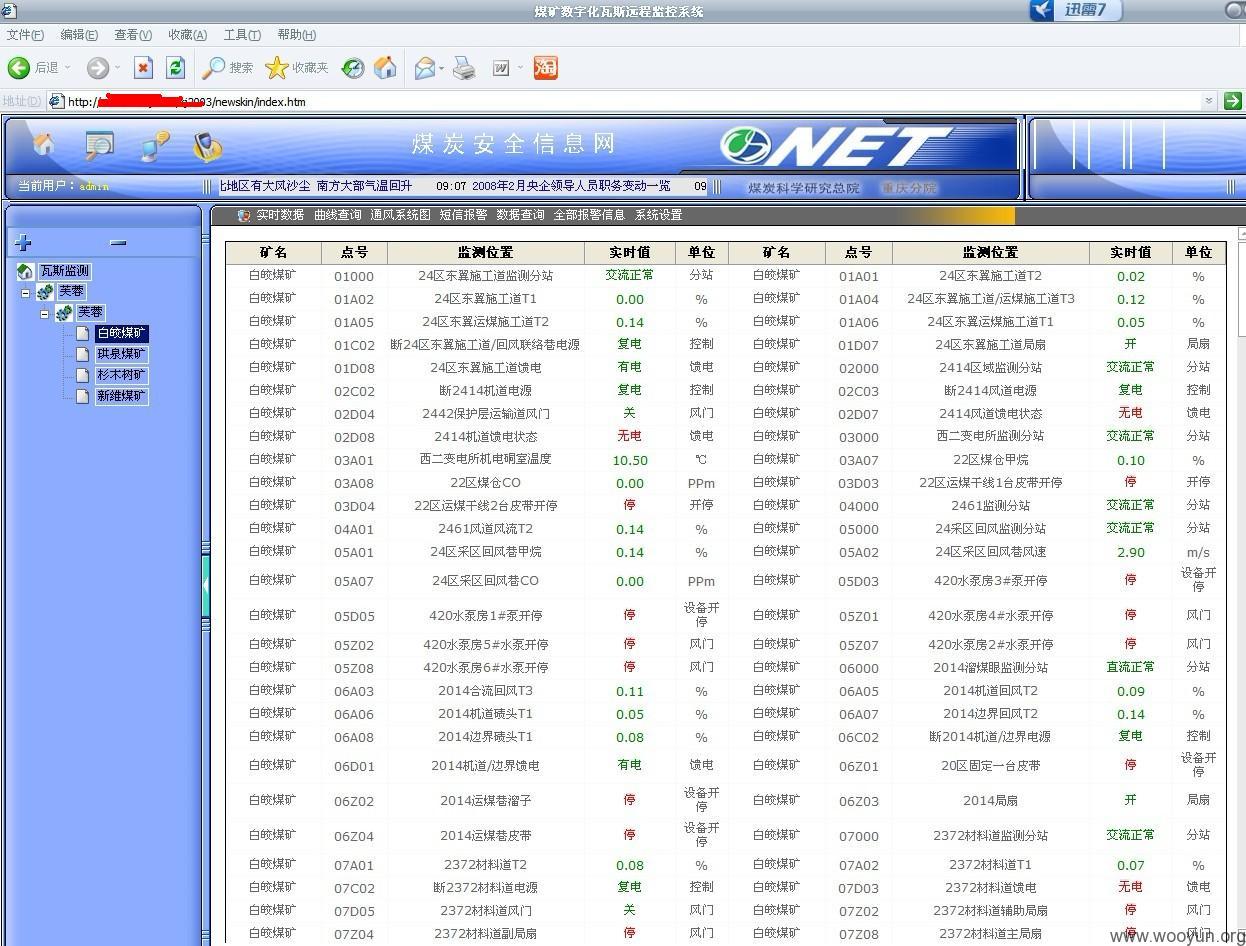 煤矿数字化瓦斯远程监控系统
迅雷7
文件(F) 编辑(E) 查看(V) 收藏(A) 工具(T) 帮助(H)
后退 搜索 收藏夹 淘
地址(D) http:// 2003/newskin/index.htm
煤炭安全信息网 NET
当前用户：admin 比地区有大风沙尘 南方大部气温回升 09:07 2008年2月央企领导人员职务变动一览 09 煤炭科学研究总院 重庆分院
实时数据 曲线查询 通风系统图 短信报警 数据查询 全部报警信息 系统设置
瓦斯监测
芙蓉
芙蓉
白皎煤矿
珙泉煤矿
杉木树矿
新维煤矿
矿名 点号 监测位置 实时值 单位 矿名 点号 监测位置 实时值 单位
白皎煤矿 01000 24区东翼施工道监测分站 交流正常 分站 白皎煤矿 01A01 24区东翼施工道T2 0.02 %
白皎煤矿 01A02 24区东翼施工道T1 0.00 % 白皎煤矿 01A04 24区东翼施工道/运煤施工道T3 0.12 %
白皎煤矿 01A05 24区东翼运煤施工道T2 0.14 % 白皎煤矿 01A06 24区东翼运煤施工道T1 0.05 %
白皎煤矿 01C02 断24区东翼施工道/回风联络巷电源 复电 控制 白皎煤矿 01D07 24区东翼施工道局扇 开 局扇
白皎煤矿 01D08 24区东翼施工道馈电 有电 馈电 白皎煤矿 02000 2414区域监测分站 交流正常 分站
白皎煤矿 02C02 断2414机道电源 复电 控制 白皎煤矿 02C03 断2414风道电源 复电 控制
白皎煤矿 02D04 2442保护层运输道风门 关 风门 白皎煤矿 02D07 2414风道馈电状态 无电 馈电
白皎煤矿 02D08 2414机道馈电状态 无电 馈电 白皎煤矿 03000 西二变电所监测分站 交流正常 分站
白皎煤矿 03A01 西二变电所机电硐室温度 10.50 ℃ 白皎煤矿 03A07 22区煤仓甲烷 0.10 %
白皎煤矿 03A08 22区煤仓CO 0.00 PPm 白皎煤矿 03D03 22区运煤干线1台皮带开停 停 开停
白皎煤矿 03D04 22区运煤干线2台皮带开停 停 开停 白皎煤矿 04000 2461监测分站 交流正常 分站
白皎煤矿 04A01 2461风道风流T2 0.14 % 白皎煤矿 05000 24采区回风监测分站 交流正常 分站
白皎煤矿 05A01 24区采区回风巷甲烷 0.14 % 白皎煤矿 05A02 24区采区回风巷风速 2.90 m/s
白皎煤矿 05A07 24区采区回风巷CO 0.00 PPm 白皎煤矿 05D03 420水泵房3#泵开停 停 设备开停
白皎煤矿 05D05 420水泵房1#泵开停 停 设备开停 白皎煤矿 05Z01 420水泵房4#水泵开停 停 风门
白皎煤矿 05Z02 420水泵房5#水泵开停 停 风门 白皎煤矿 05Z07 420水泵房2#水泵开停 停 风门
白皎煤矿 05Z08 420水泵房6#水泵开停 停 风门 白皎煤矿 06000 2014溜煤眼监测分站 直流正常 分站
白皎煤矿 06A03 2014合流回风T3 0.11 % 白皎煤矿 06A05 2014机道回风T2 0.09 %
白皎煤矿 06A06 2014机道碛头T1 0.05 % 白皎煤矿 06A07 2014边界回风T2 0.14 %
白皎煤矿 06A08 2014边界碛头T1 0.08 % 白皎煤矿 06C02 断2014机道/边界电源 复电 控制
白皎煤矿 06D01 2014机道/边界馈电 有电 馈电 白皎煤矿 06Z01 20区固定一台皮带 停 设备开停
白皎煤矿 06Z02 2014运煤巷溜子 停 设备开停 白皎煤矿 06Z03 2014局扇 开 局扇
白皎煤矿 06Z04 2014运煤巷皮带 停 设备开停 白皎煤矿 07000 2372材料道监测分站 交流正常 分站
白皎煤矿 07A01 2372材料道T2 0.08 % 白皎煤矿 07A02 2372材料道T1 0.07 %
白皎煤矿 07C02 断2372材料道电源 复电 控制 白皎煤矿 07D03 2372材料道馈电 无电 馈电
白皎煤矿 07D05 2372材料道风门 关 风门 白皎煤矿 07Z02 2372材料道辅助局扇 停 风门
白皎煤矿 07Z04 2372材料道副局扇 停 风门 白皎煤矿 07Z08 2372材料道主局扇 停 风门
www.wooyun.org